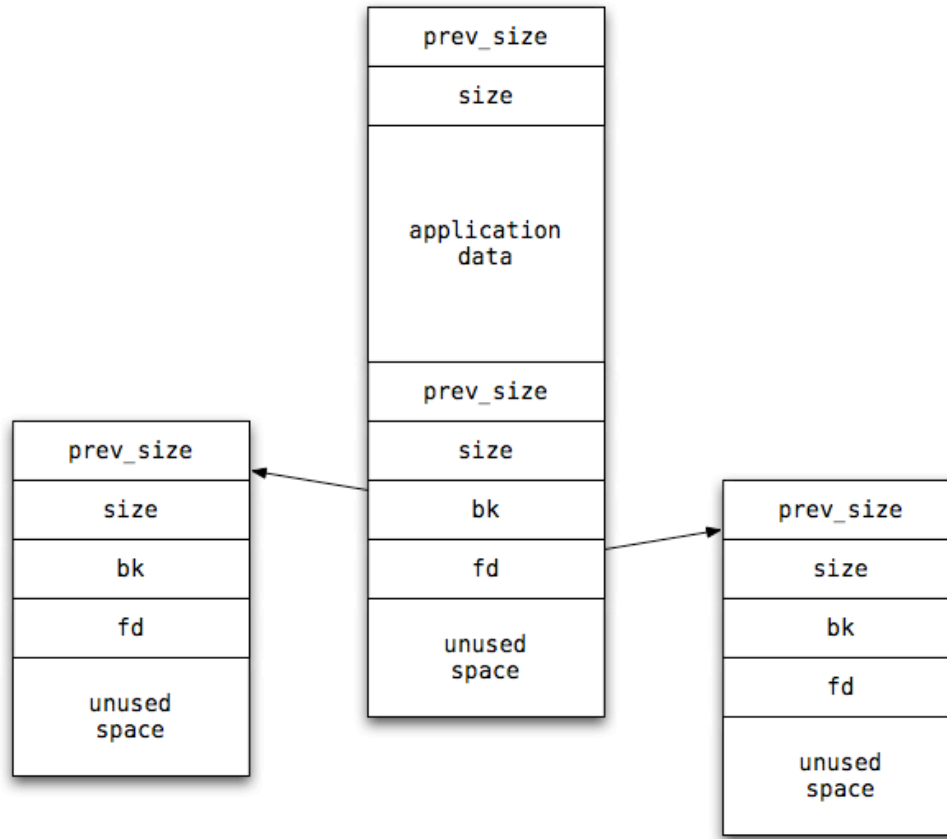 prev_size
size
application
data
prev_size
size
bk
fd
unused
space
prev_size
size
bk
fd
unused
space
prev_size
size
bk
fd
unused
space